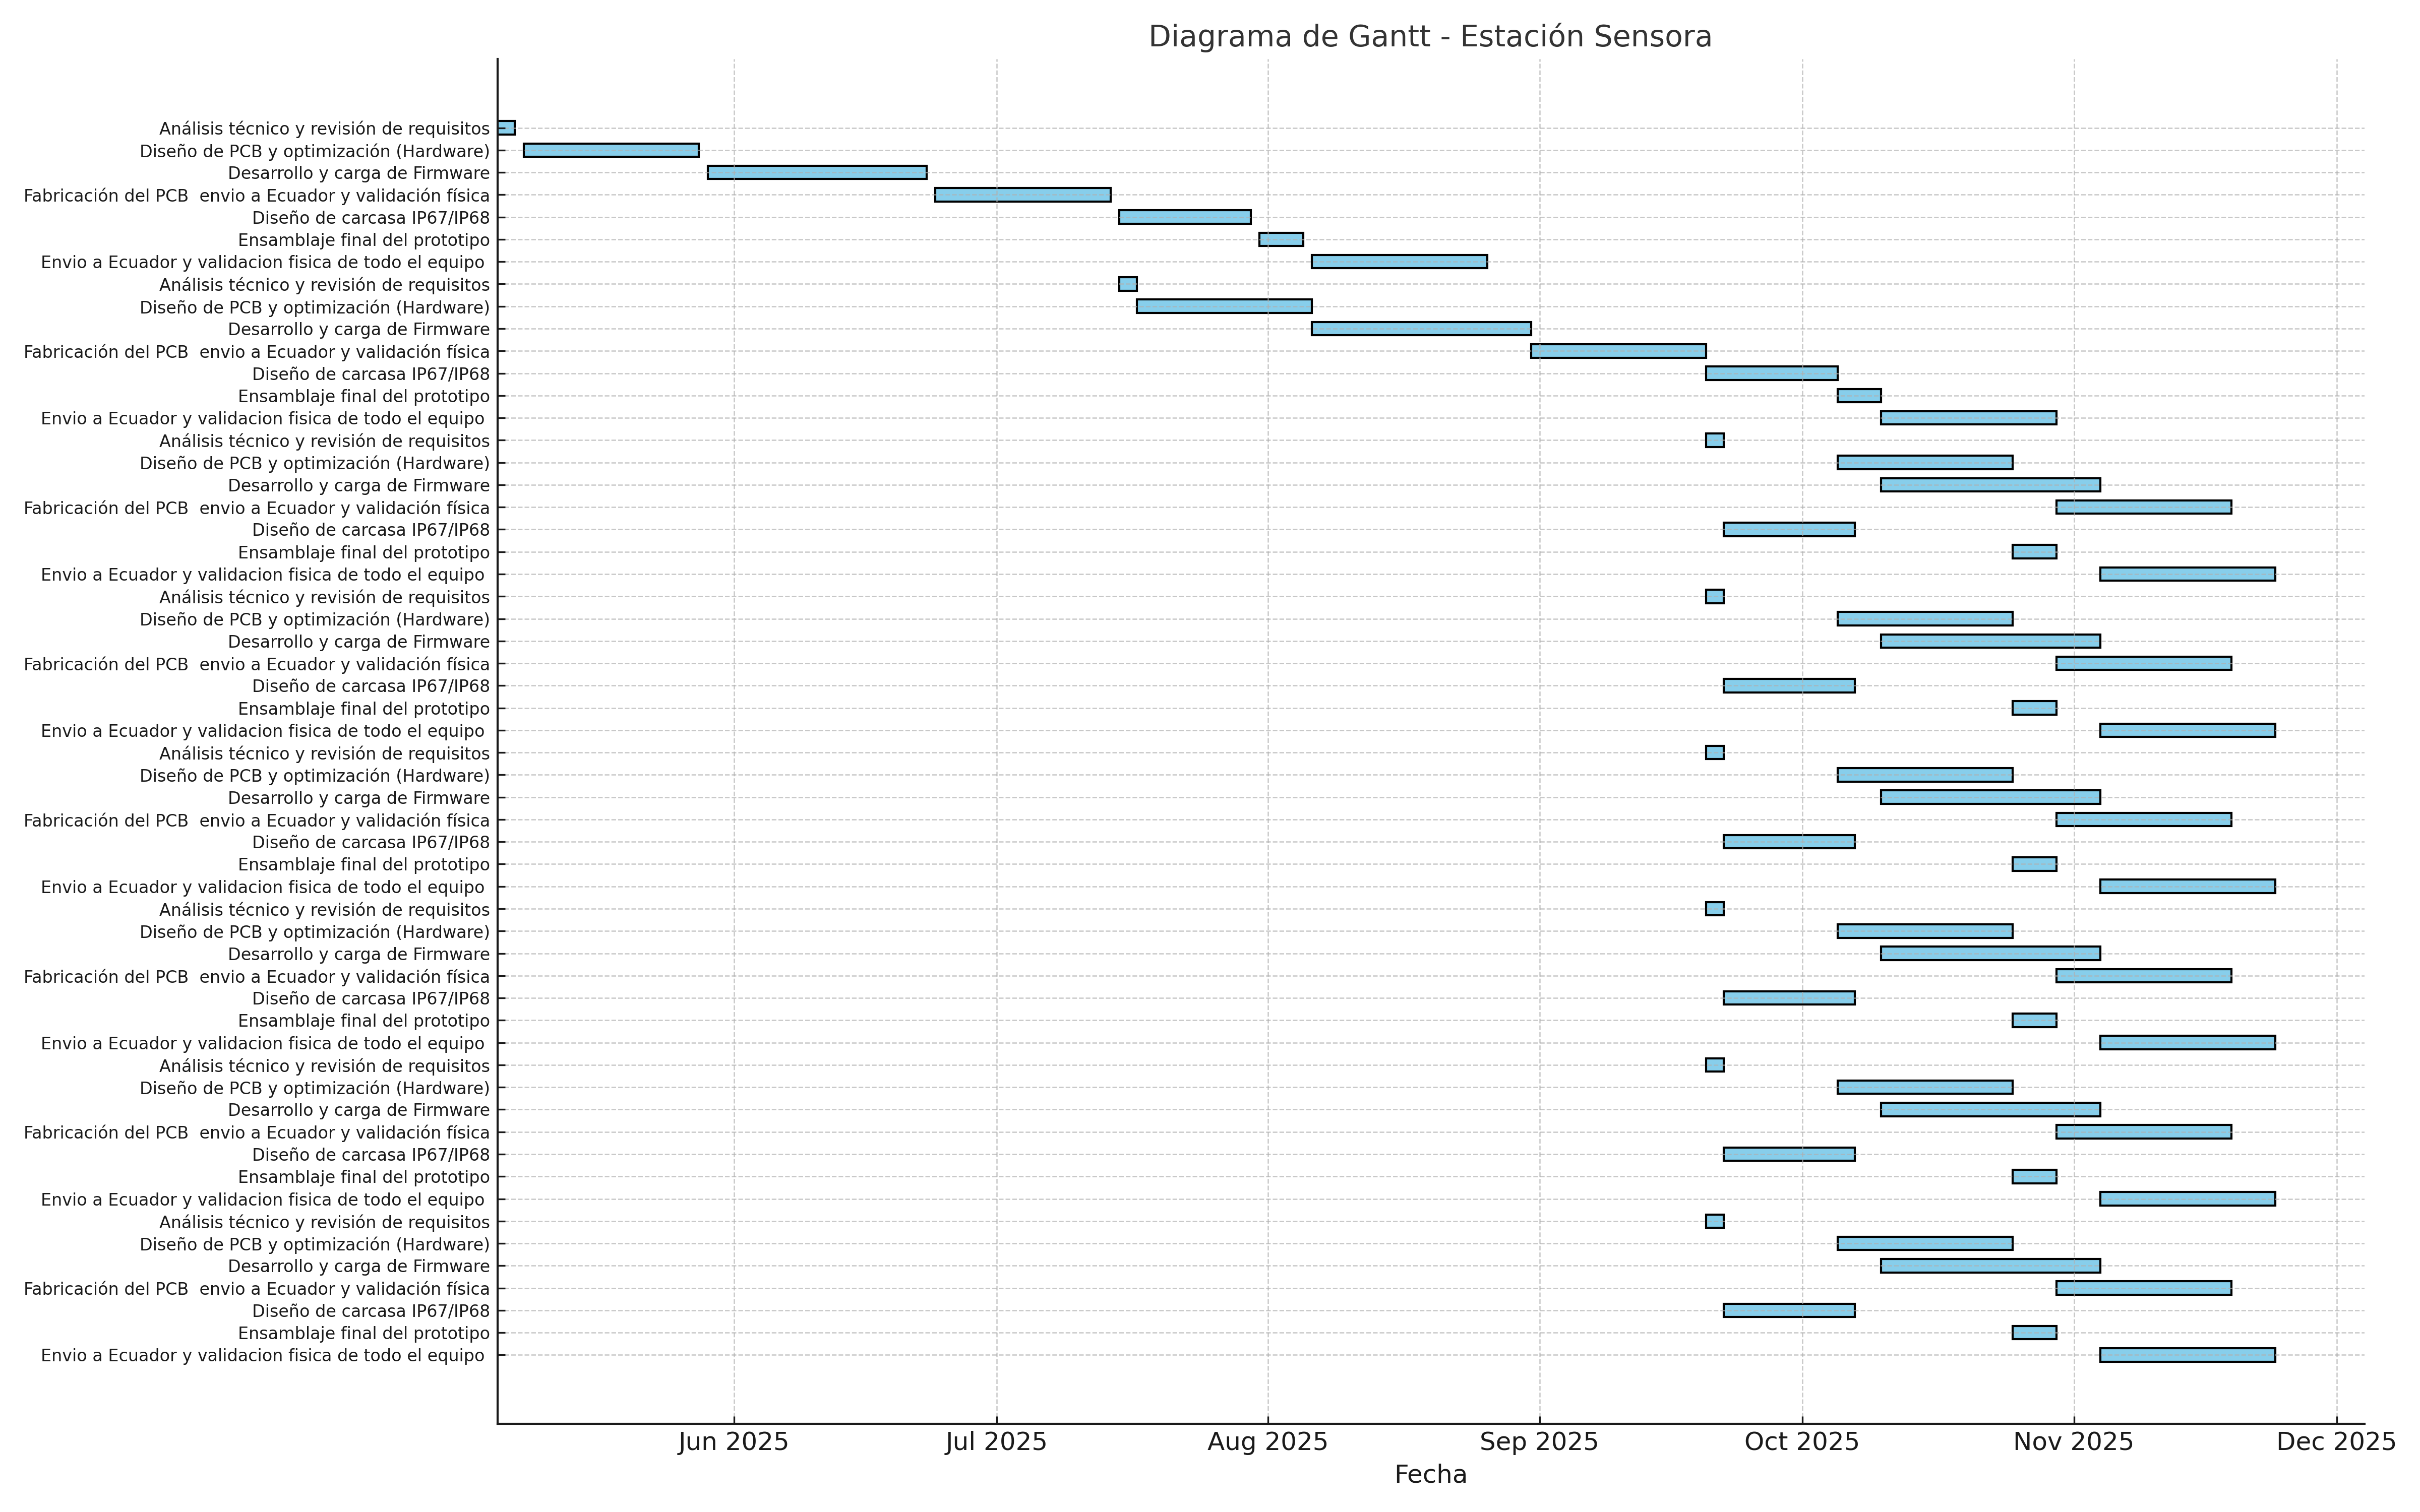 Diagrama de Gantt - Estación Sensora
Análisis técnico y revisión de requisitos
Diseño de PCB y optimización (Hardware)
Desarrollo y carga de Firmware
Fabricación del PCB  envio a Ecuador y validación física
Diseño de carcasa IP67/IP68
Ensamblaje final del prototipo
Envio a Ecuador y validacion fisica de todo el equipo
Análisis técnico y revisión de requisitos
Diseño de PCB y optimización (Hardware)
Desarrollo y carga de Firmware
Fabricación del PCB  envio a Ecuador y validación física
Diseño de carcasa IP67/IP68
Ensamblaje final del prototipo
Envio a Ecuador y validacion fisica de todo el equipo
Análisis técnico y revisión de requisitos
Diseño de PCB y optimización (Hardware)
Desarrollo y carga de Firmware
Fabricación del PCB  envio a Ecuador y validación física
Diseño de carcasa IP67/IP68
Ensamblaje final del prototipo
Envio a Ecuador y validacion fisica de todo el equipo
Análisis técnico y revisión de requisitos
Diseño de PCB y optimización (Hardware)
Desarrollo y carga de Firmware
Fabricación del PCB  envio a Ecuador y validación física
Diseño de carcasa IP67/IP68
Ensamblaje final del prototipo
Envio a Ecuador y validacion fisica de todo el equipo
Análisis técnico y revisión de requisitos
Diseño de PCB y optimización (Hardware)
Desarrollo y carga de Firmware
Fabricación del PCB  envio a Ecuador y validación física
Diseño de carcasa IP67/IP68
Ensamblaje final del prototipo
Envio a Ecuador y validacion fisica de todo el equipo
Análisis técnico y revisión de requisitos
Diseño de PCB y optimización (Hardware)
Desarrollo y carga de Firmware
Fabricación del PCB  envio a Ecuador y validación física
Diseño de carcasa IP67/IP68
Ensamblaje final del prototipo
Envio a Ecuador y validacion fisica de todo el equipo
Análisis técnico y revisión de requisitos
Diseño de PCB y optimización (Hardware)
Desarrollo y carga de Firmware
Fabricación del PCB  envio a Ecuador y validación física
Diseño de carcasa IP67/IP68
Ensamblaje final del prototipo
Envio a Ecuador y validacion fisica de todo el equipo
Análisis técnico y revisión de requisitos
Diseño de PCB y optimización (Hardware)
Desarrollo y carga de Firmware
Fabricación del PCB  envio a Ecuador y validación física
Diseño de carcasa IP67/IP68
Ensamblaje final del prototipo
Envio a Ecuador y validacion fisica de todo el equipo
Jun 2025 Jul 2025 Aug 2025 Sep 2025 Oct 2025 Nov 2025 Dec 2025
Fecha